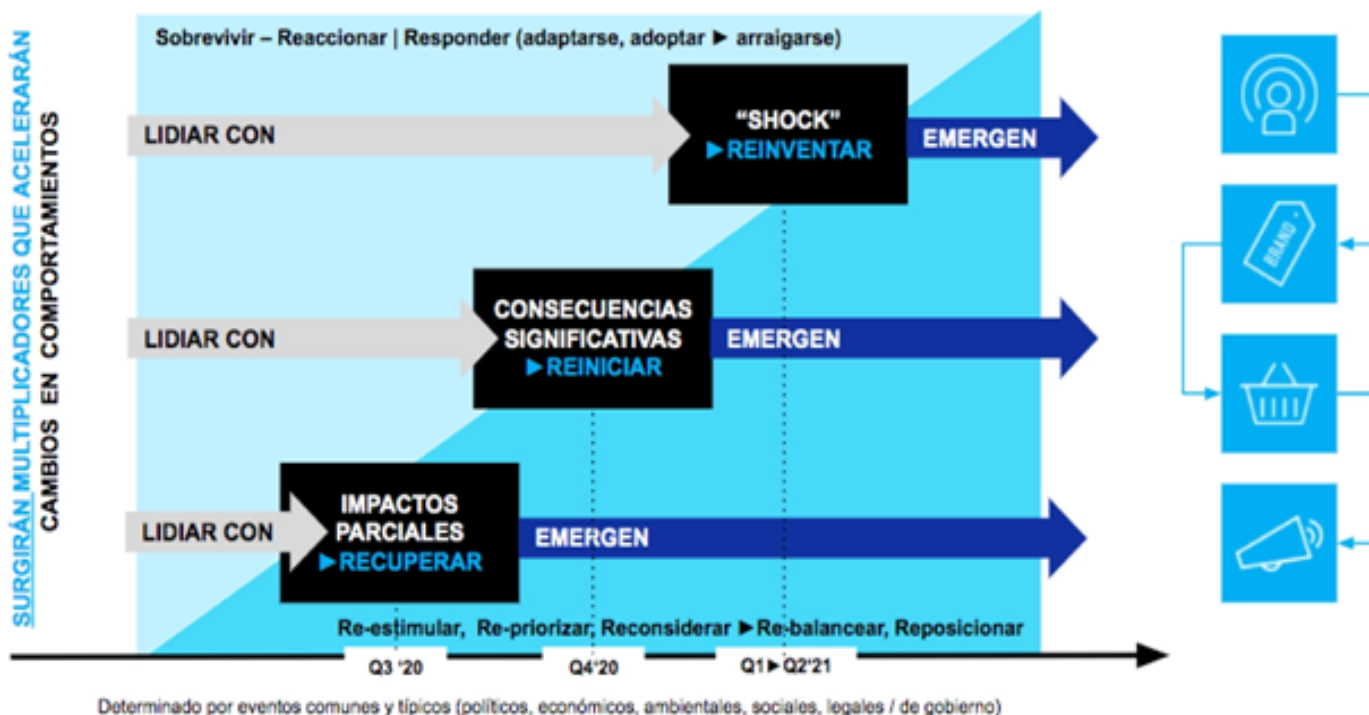 SURGIRÁN MULTIPLICADORES QUE ACELERARÁN
CAMBIOS EN COMPORTAMIENTOS
Sobrevivir – Reaccionar | Responder (adaptarse, adoptar ► arraigarse)
LIDIAR CON
“SHOCK”
►REINVENTAR
EMERGEN
LIDIAR CON
CONSECUENCIAS
SIGNIFICATIVAS
►REINICIAR
EMERGEN
LIDIAR CON
IMPACTOS
PARCIALES
►RECUPERAR
EMERGEN
Re-estimular, Re-priorizar, Reconsiderar ►Re-balancear, Reposicionar
Q3 '20
Q4'20
Q1►Q2'21
Determinado por eventos comunes y típicos (políticos, económicos, ambientales, sociales, legales / de gobierno)
BRAND